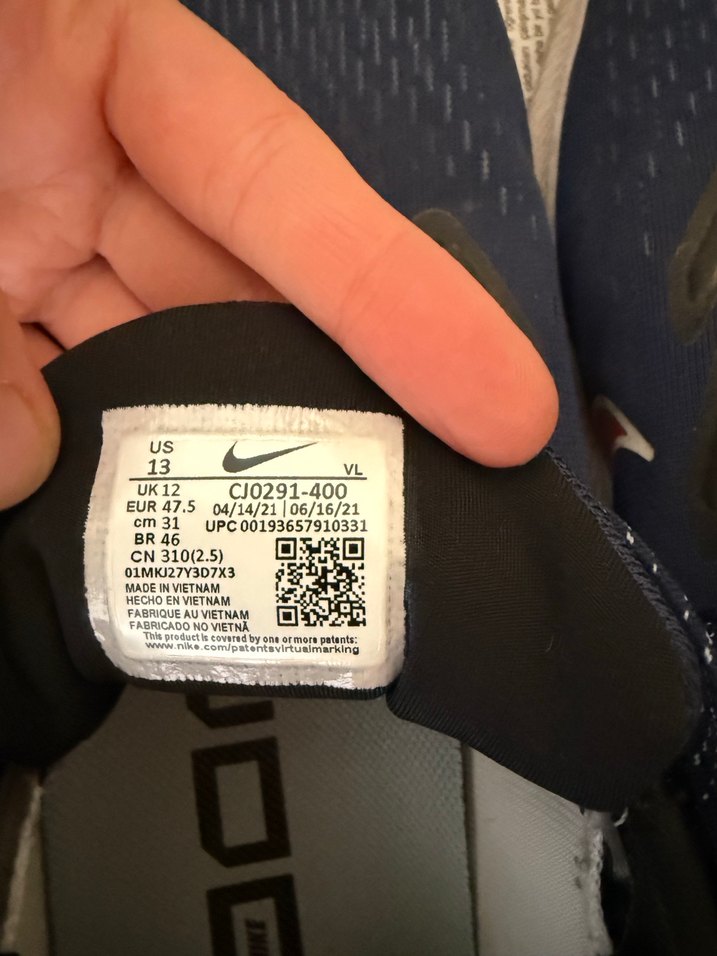 US
13
VL
UK 12
EUR 47.5
cm 31
BR 46
CN 310(2.5)
CJ0291-400
04/14/21 | 06/16/21
UPC 00193657910331
01MKJ27Y3D7X3
MADE IN VIETNAM
HECHO EN VIETNAM
FABRIQUE AU VIETNAM
FABRICADO NO VIETNÃ
This product is covered by one or more patents:
www.nike.com/patentsvirtualmarking